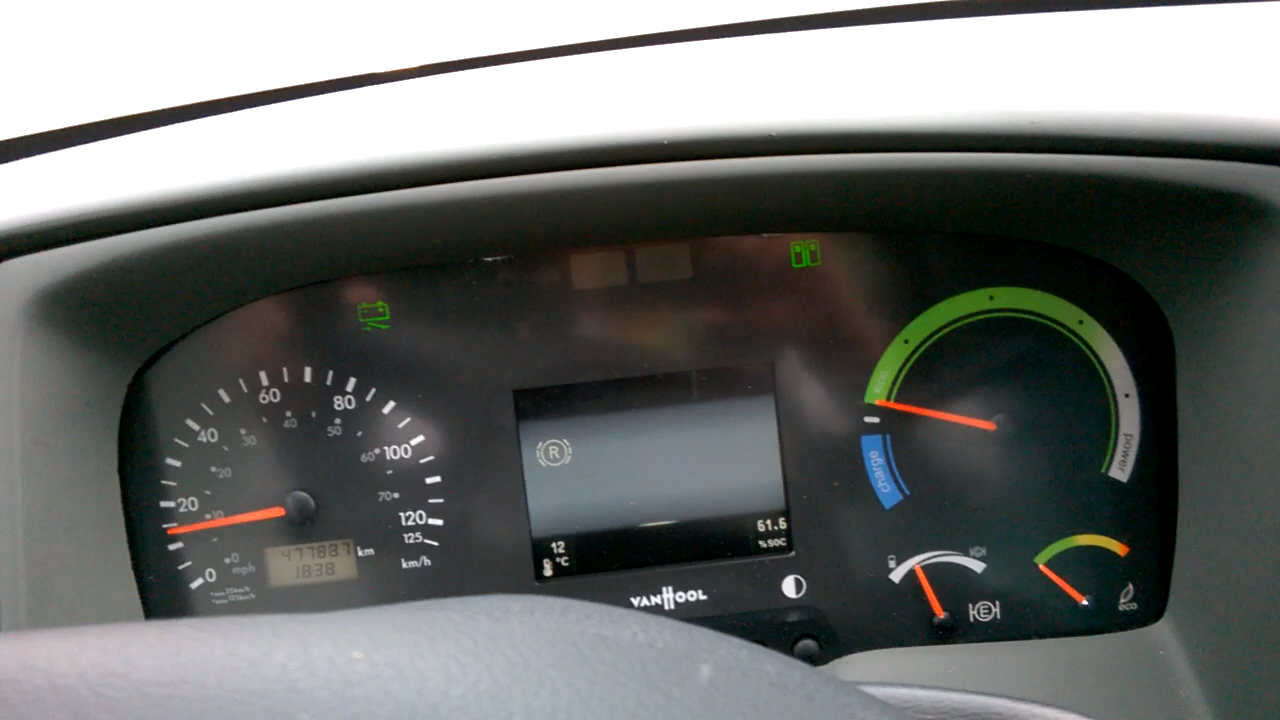 60 80
40 50
40 30
60 100
20
20 10
70
120
125
0 0
mph
km/h
477887 km
1838
R
61.6
%SOC
12
°C
VANHOOL
eco
power
charge
E
eco